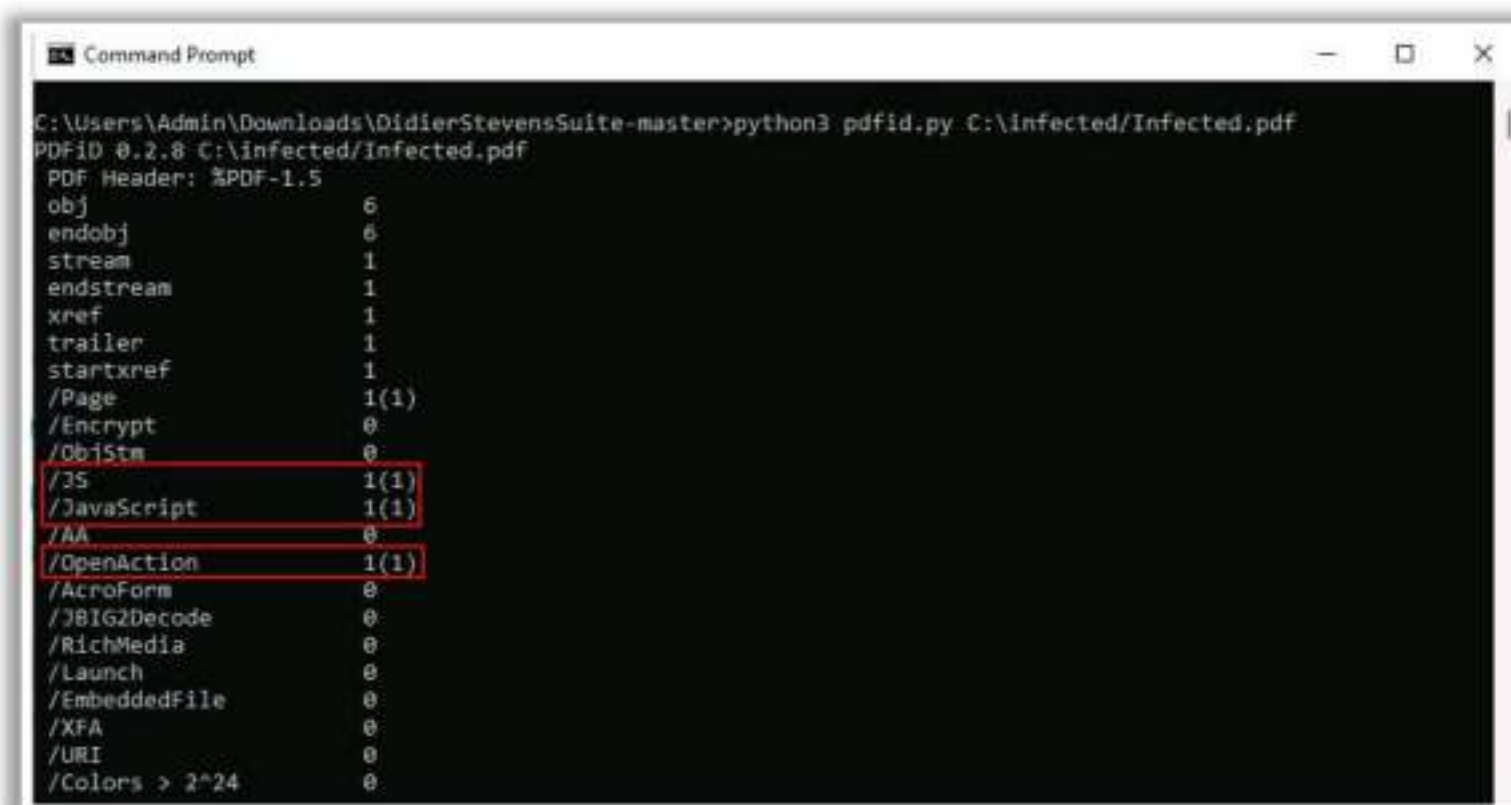 Command Prompt
C:\Users\Admin\Downloads\DidierStevensSuite-master>python3 pdfid.py C:\infected/Infected.pdf
PDFiD 0.2.8 C:\infected/Infected.pdf
PDF Header: %PDF-1.5
obj 6
endobj 6
stream 1
endstream 1
xref 1
trailer 1
startxref 1
/Page 1(1)
/Encrypt 0
/ObjStm 0
/JS 1(1)
/JavaScript 1(1)
/AA 0
/OpenAction 1(1)
/AcroForm 0
/JBIG2Decode 0
/RichMedia 0
/Launch 0
/EmbeddedFile 0
/XFA 0
/URI 0
/Colors > 2^24 0